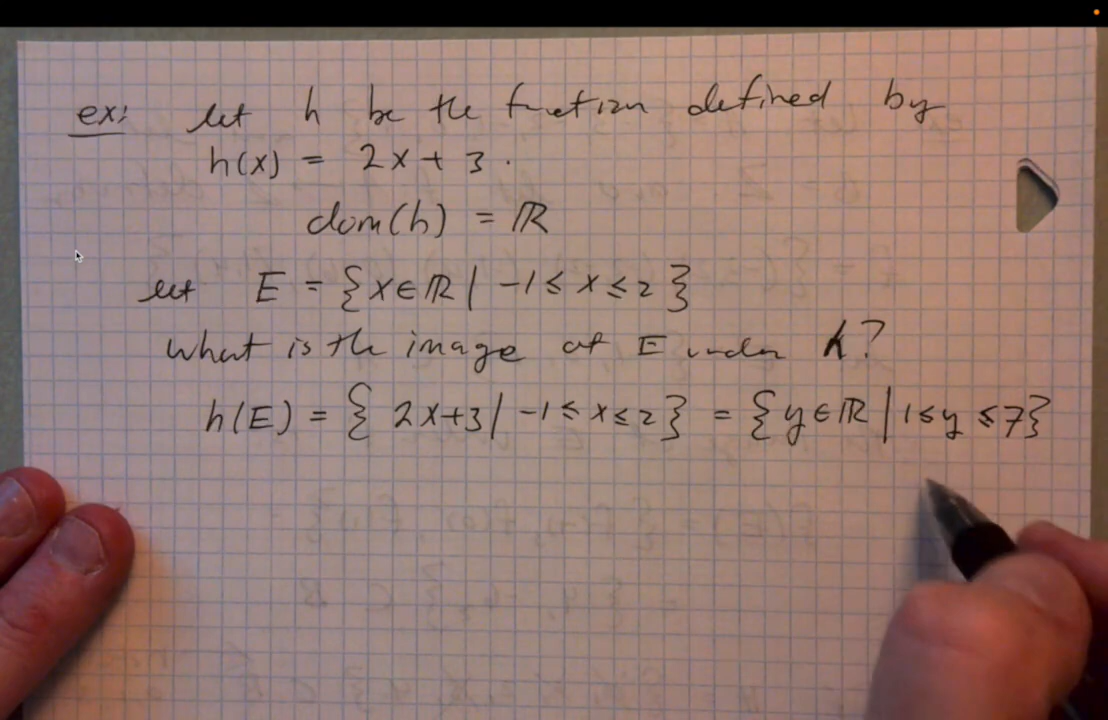 ex: let h be the function defined by
h(x) = 2x + 3.
dom(h) = ℝ
let E = {x ∈ ℝ | -1 ≤ x ≤ 2}
What is the image of E under h?
h(E) = { 2x+3 | -1 ≤ x ≤ 2} = {y ∈ ℝ | 1 ≤ y ≤ 7}